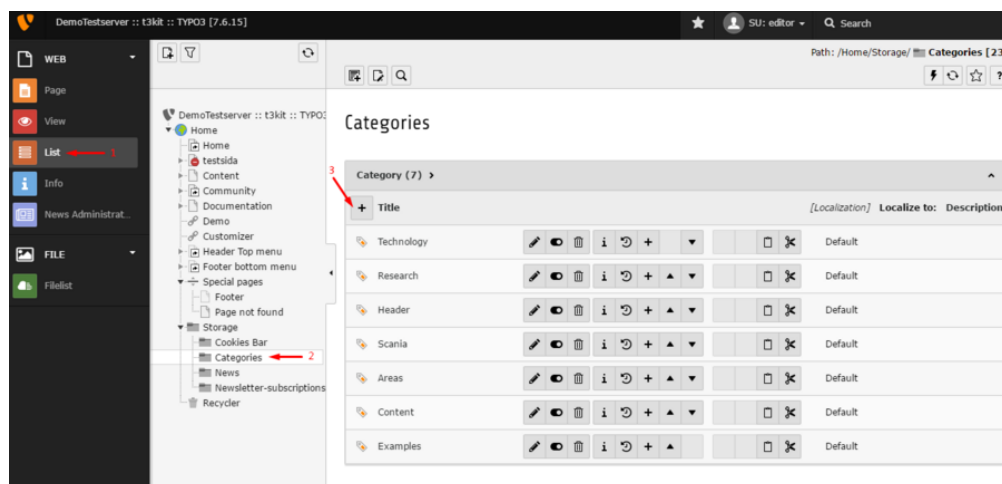 DemoTestserver :: t3kit :: TYPO3 [7.6.15]
SU: editor
Search
WEB
Page
View
List
1
Info
News Administrat..
FILE
Filelist
DemoTestserver :: t3kit :: TYPO3
Home
Home
testsida
Content
Community
Documentation
Demo
Customizer
Header Top menu
Footer bottom menu
Special pages
Footer
Page not found
Storage
Cookies Bar
Categories
2
News
Newsletter-subscriptions
Recycler
Path: /Home/Storage/ Categories [23
?
Categories
3
Category (7)
Title [Localization] Localize to: Description
Technology Default
Research Default
Header Default
Scania Default
Areas Default
Content Default
Examples Default